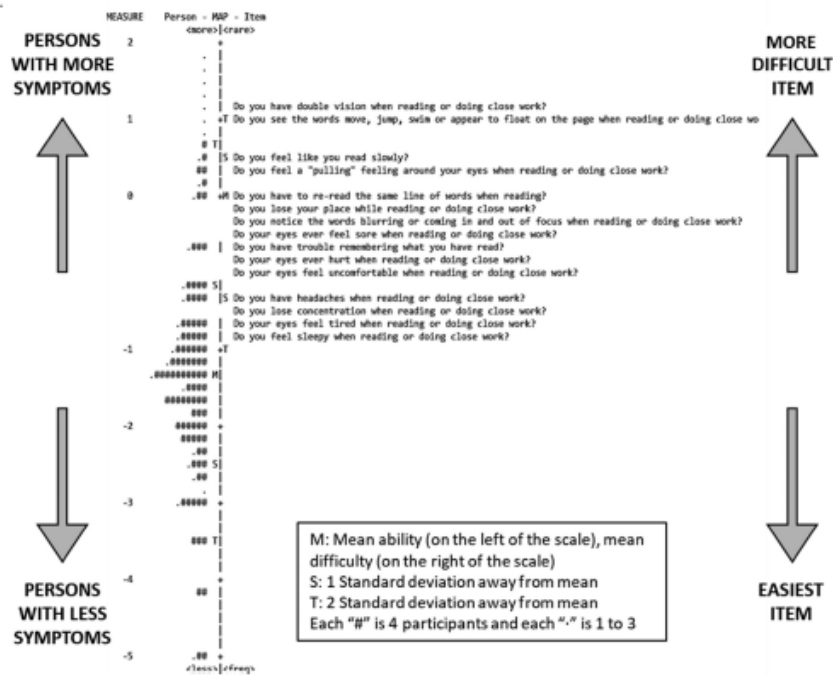 MEASURE Person - MAP - Item
<more>|<rare>
PERSONS
WITH MORE
SYMPTOMS
MORE
DIFFICULT
ITEM
2 +
. |
. |
. |
. |
. | Do you have double vision when reading or doing close work?
1 . +T Do you see the words move, jump, swim or appear to float on the page when reading or doing close wo
. |
# T|
.# |S Do you feel like you read slowly?
## | Do you feel a "pulling" feeling around your eyes when reading or doing close work?
.# |
0 .## +M Do you have to re-read the same line of words when reading?
Do you lose your place while reading or doing close work?
Do you notice the words blurring or coming in and out of focus when reading or doing close work?
Do your eyes ever feel sore when reading or doing close work?
.### | Do you have trouble remembering what you have read?
Do your eyes ever hurt when reading or doing close work?
Do your eyes feel uncomfortable when reading or doing close work?
.#### S|
.#### |S Do you have headaches when reading or doing close work?
Do you lose concentration when reading or doing close work?
.##### | Do your eyes feel tired when reading or doing close work?
.##### | Do you feel sleepy when reading or doing close work?
-1 .###### +T
.####### |
.########## M|
.#### |
######## |
### |
-2 .###### +
##### |
.## |
.### S|
.## |
. |
-3 .##### +
### T|
-4 +
## |
-5 .## +
<less>|<freq>
M: Mean ability (on the left of the scale), mean
difficulty (on the right of the scale)
S: 1 Standard deviation away from mean
T: 2 Standard deviation away from mean
Each "#" is 4 participants and each "·" is 1 to 3
PERSONS
WITH LESS
SYMPTOMS
EASIEST
ITEM